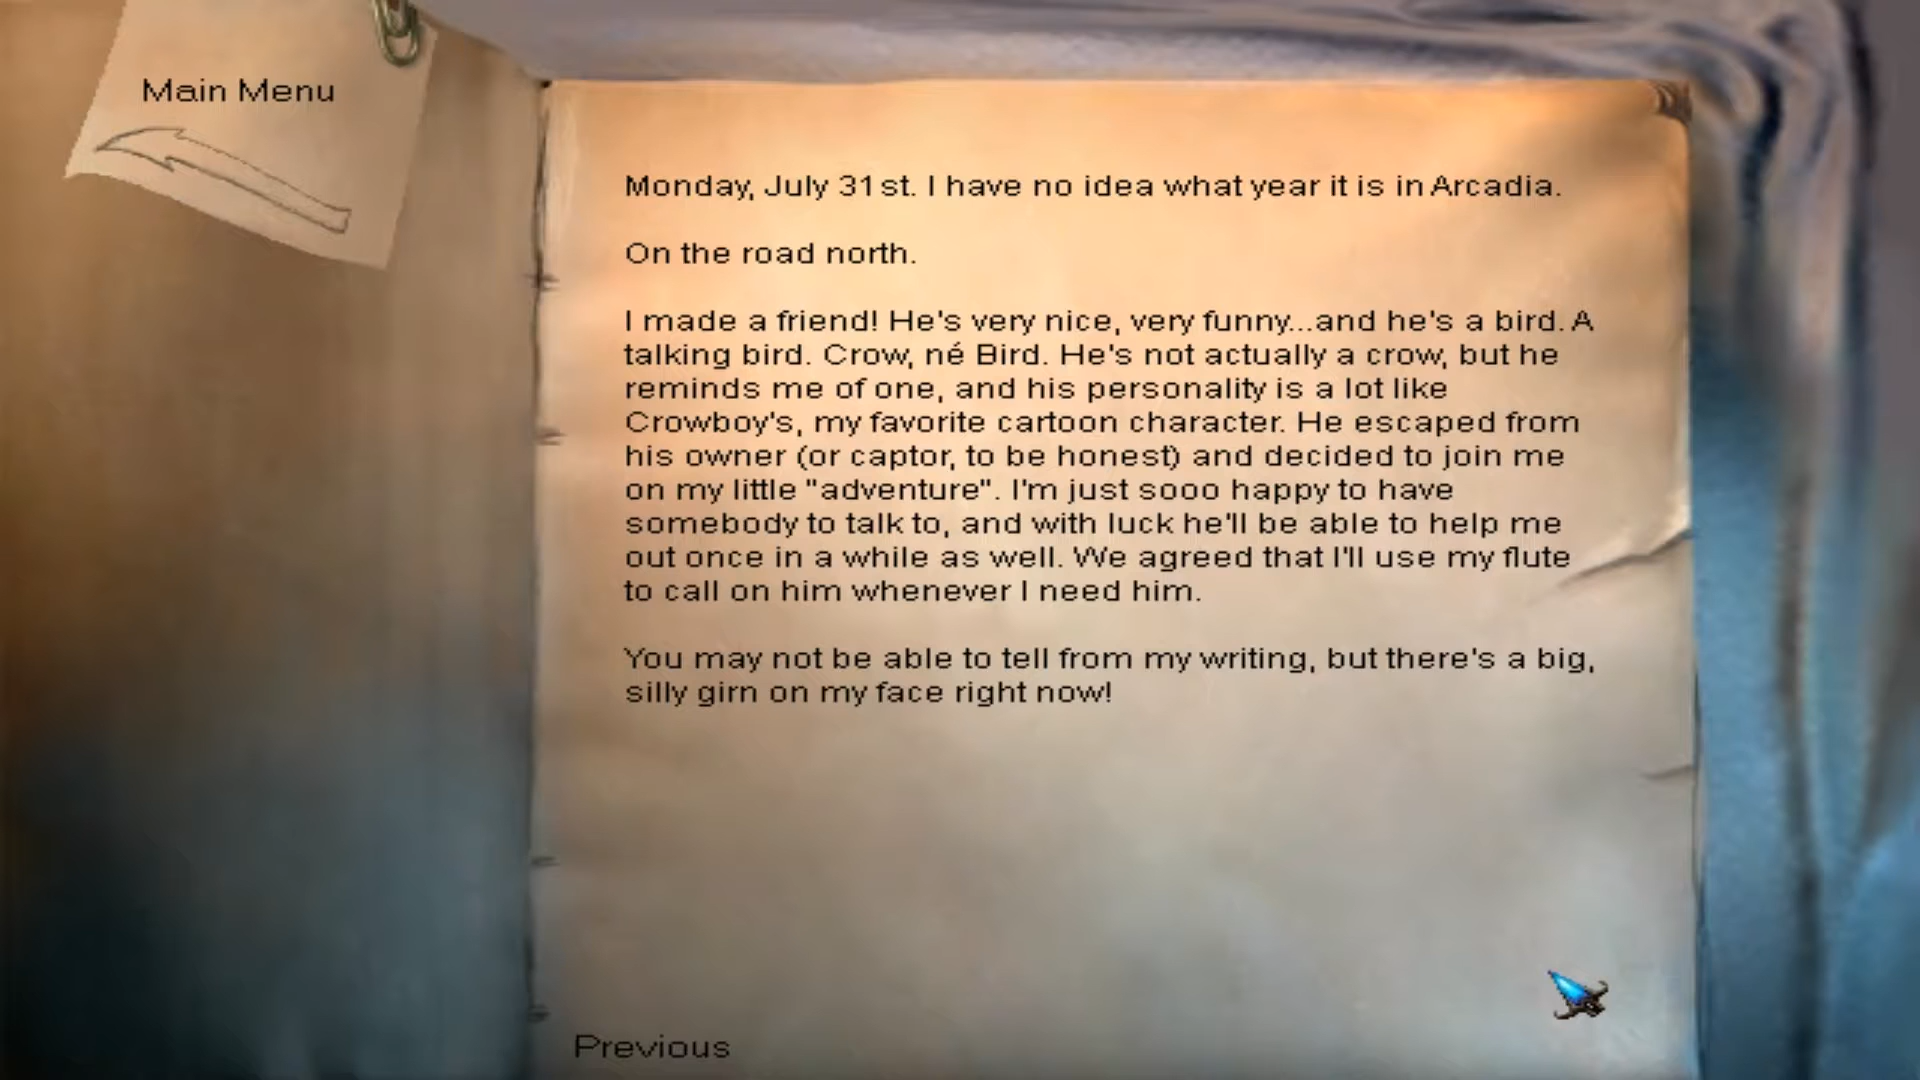 Main Menu
Monday, July 31st. I have no idea what year it is in Arcadia.
On the road north.
I made a friend! He's very nice, very funny...and he's a bird. A
talking bird. Crow, né Bird. He's not actually a crow, but he
reminds me of one, and his personality is a lot like
Crowboy's, my favorite cartoon character. He escaped from
his owner (or captor, to be honest) and decided to join me
on my little "adventure". I'm just sooo happy to have
somebody to talk to, and with luck he'll be able to help me
out once in a while as well. We agreed that I'll use my flute
to call on him whenever I need him.
You may not be able to tell from my writing, but there's a big,
silly girn on my face right now!
Previous